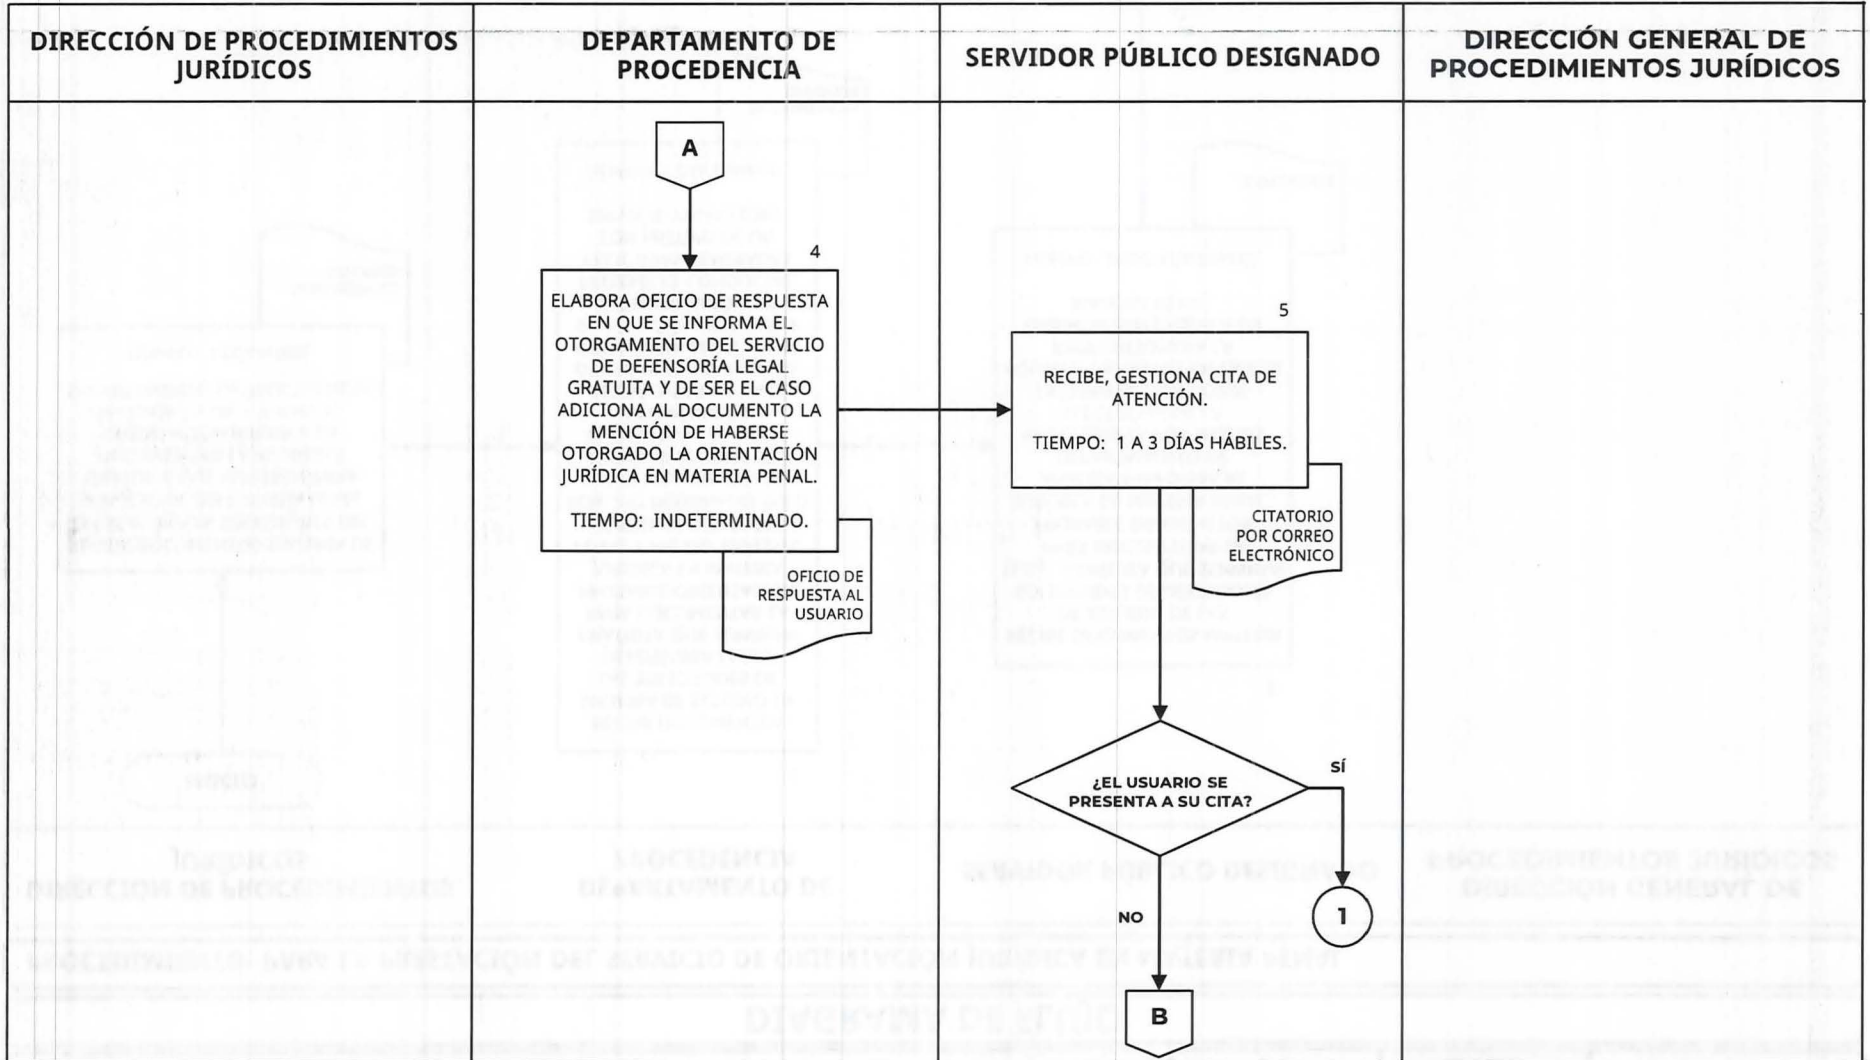 DIRECCIÓN DE PROCEDIMIENTOS
JURÍDICOS
DEPARTAMENTO DE
PROCEDENCIA
SERVIDOR PÚBLICO DESIGNADO
DIRECCIÓN GENERAL DE
PROCEDIMIENTOS JURÍDICOS
A
4
ELABORA OFICIO DE RESPUESTA
EN QUE SE INFORMA EL
OTORGAMIENTO DEL SERVICIO
DE DEFENSORÍA LEGAL
GRATUITA Y DE SER EL CASO
ADICIONA AL DOCUMENTO LA
MENCIÓN DE HABERSE
OTORGADO LA ORIENTACIÓN
JURÍDICA EN MATERIA PENAL.
TIEMPO: INDETERMINADO.
OFICIO DE
RESPUESTA AL
USUARIO
5
RECIBE, GESTIONA CITA DE
ATENCIÓN.
TIEMPO: 1 A 3 DÍAS HÁBILES.
CITATORIO
POR CORREO
ELECTRÓNICO
¿EL USUARIO SE
PRESENTA A SU CITA?
SÍ
1
NO
B